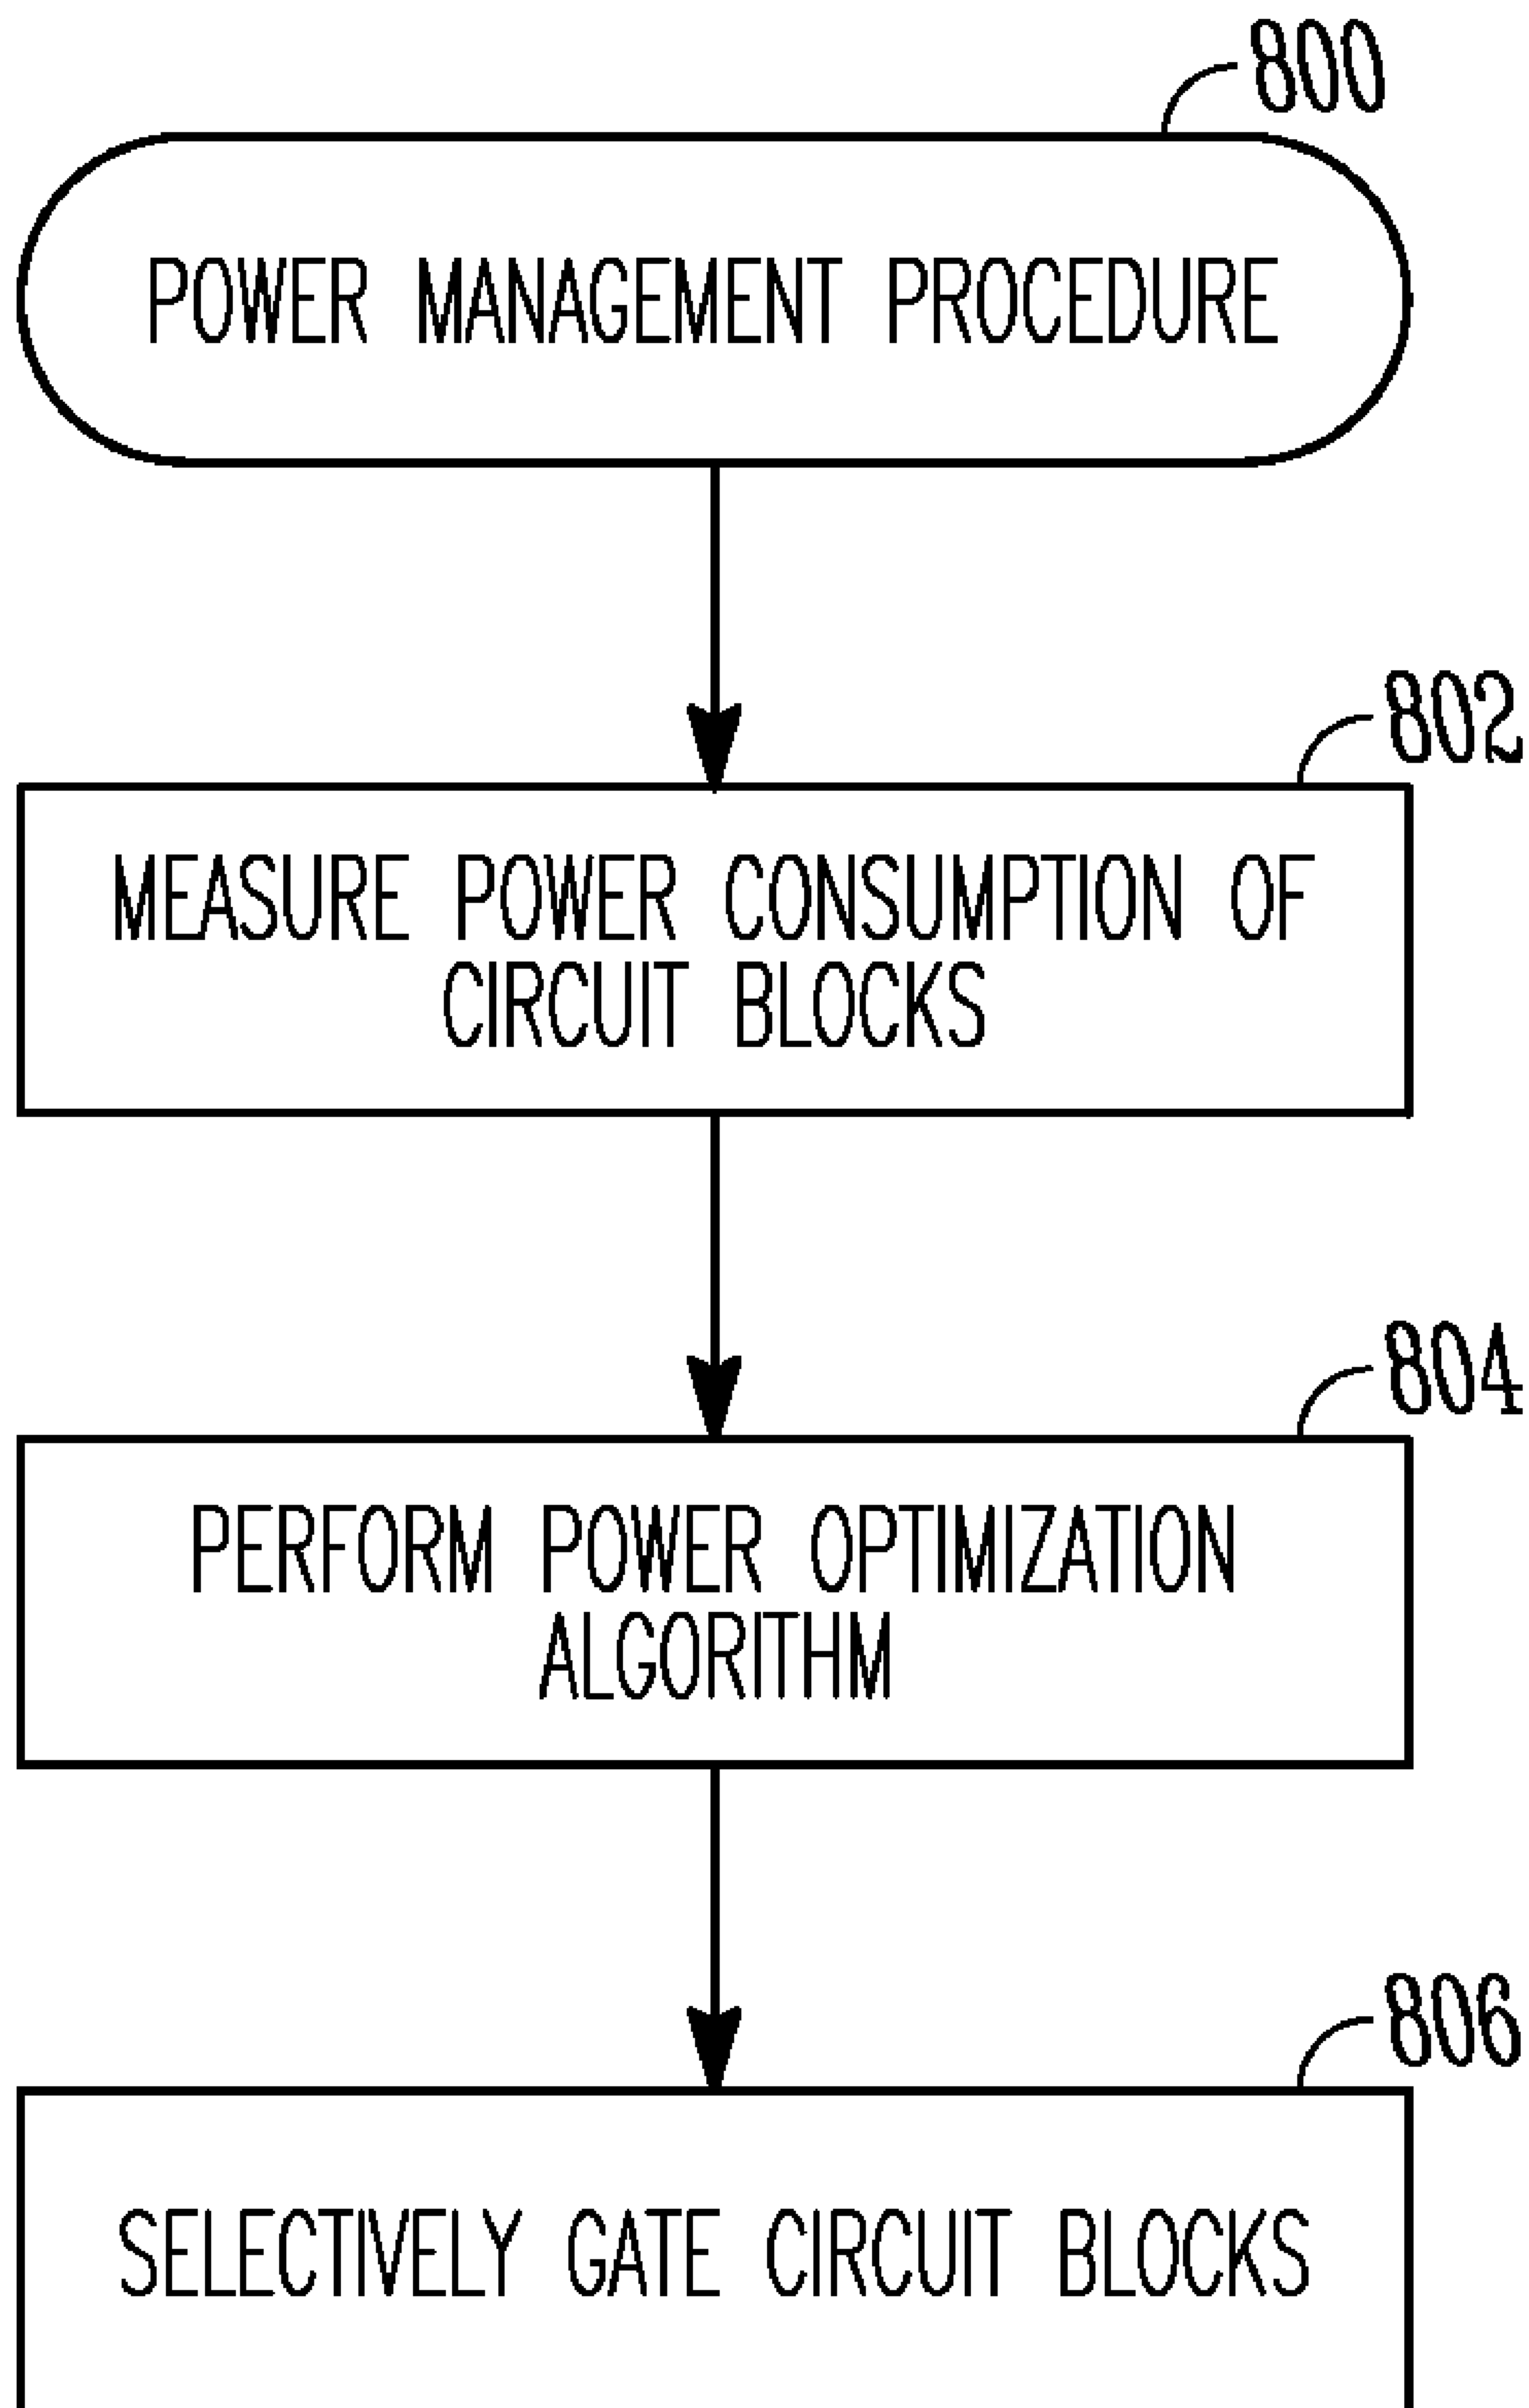 800
POWER MANAGEMENT PROCEDURE
802
MEASURE POWER CONSUMPTION OF
CIRCUIT BLOCKS
804
PERFORM POWER OPTIMIZATION
ALGORITHM
806
SELECTIVELY GATE CIRCUIT BLOCKS